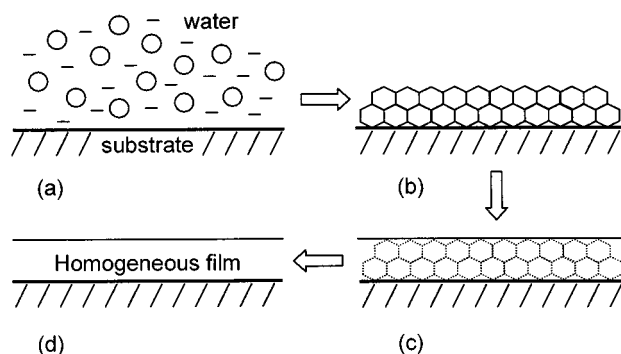 water
substrate
(a)
(b)
Homogeneous film
(d)
(c)